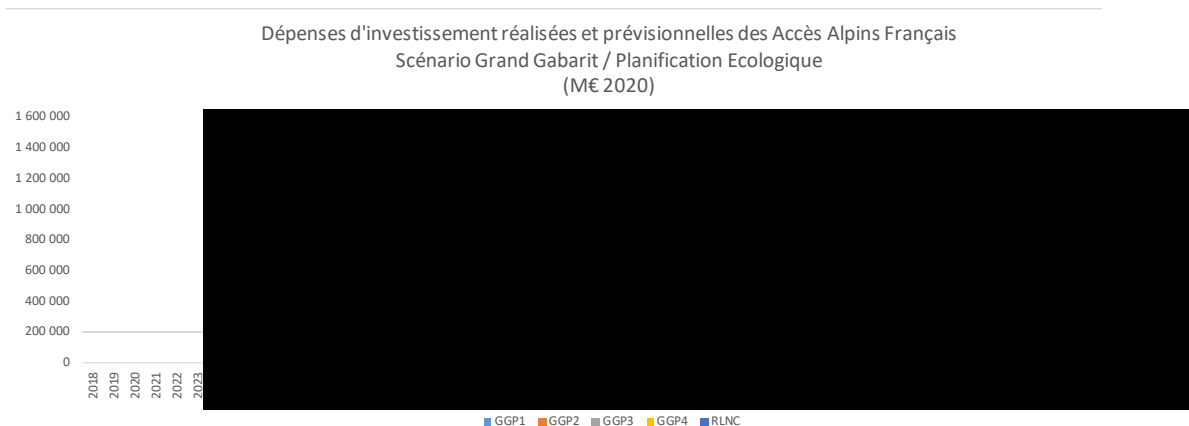 Dépenses d'investissement réalisées et prévisionnelles des Accès Alpins Français
Scénario Grand Gabarit / Planification Ecologique
(M€ 2020)
1 600 000
1 400 000
1 200 000
1 000 000
800 000
600 000
400 000
200 000
0
2018 2019 2020 2021 2022 2023
GGP1 GGP2 GGP3 GGP4 RLNC